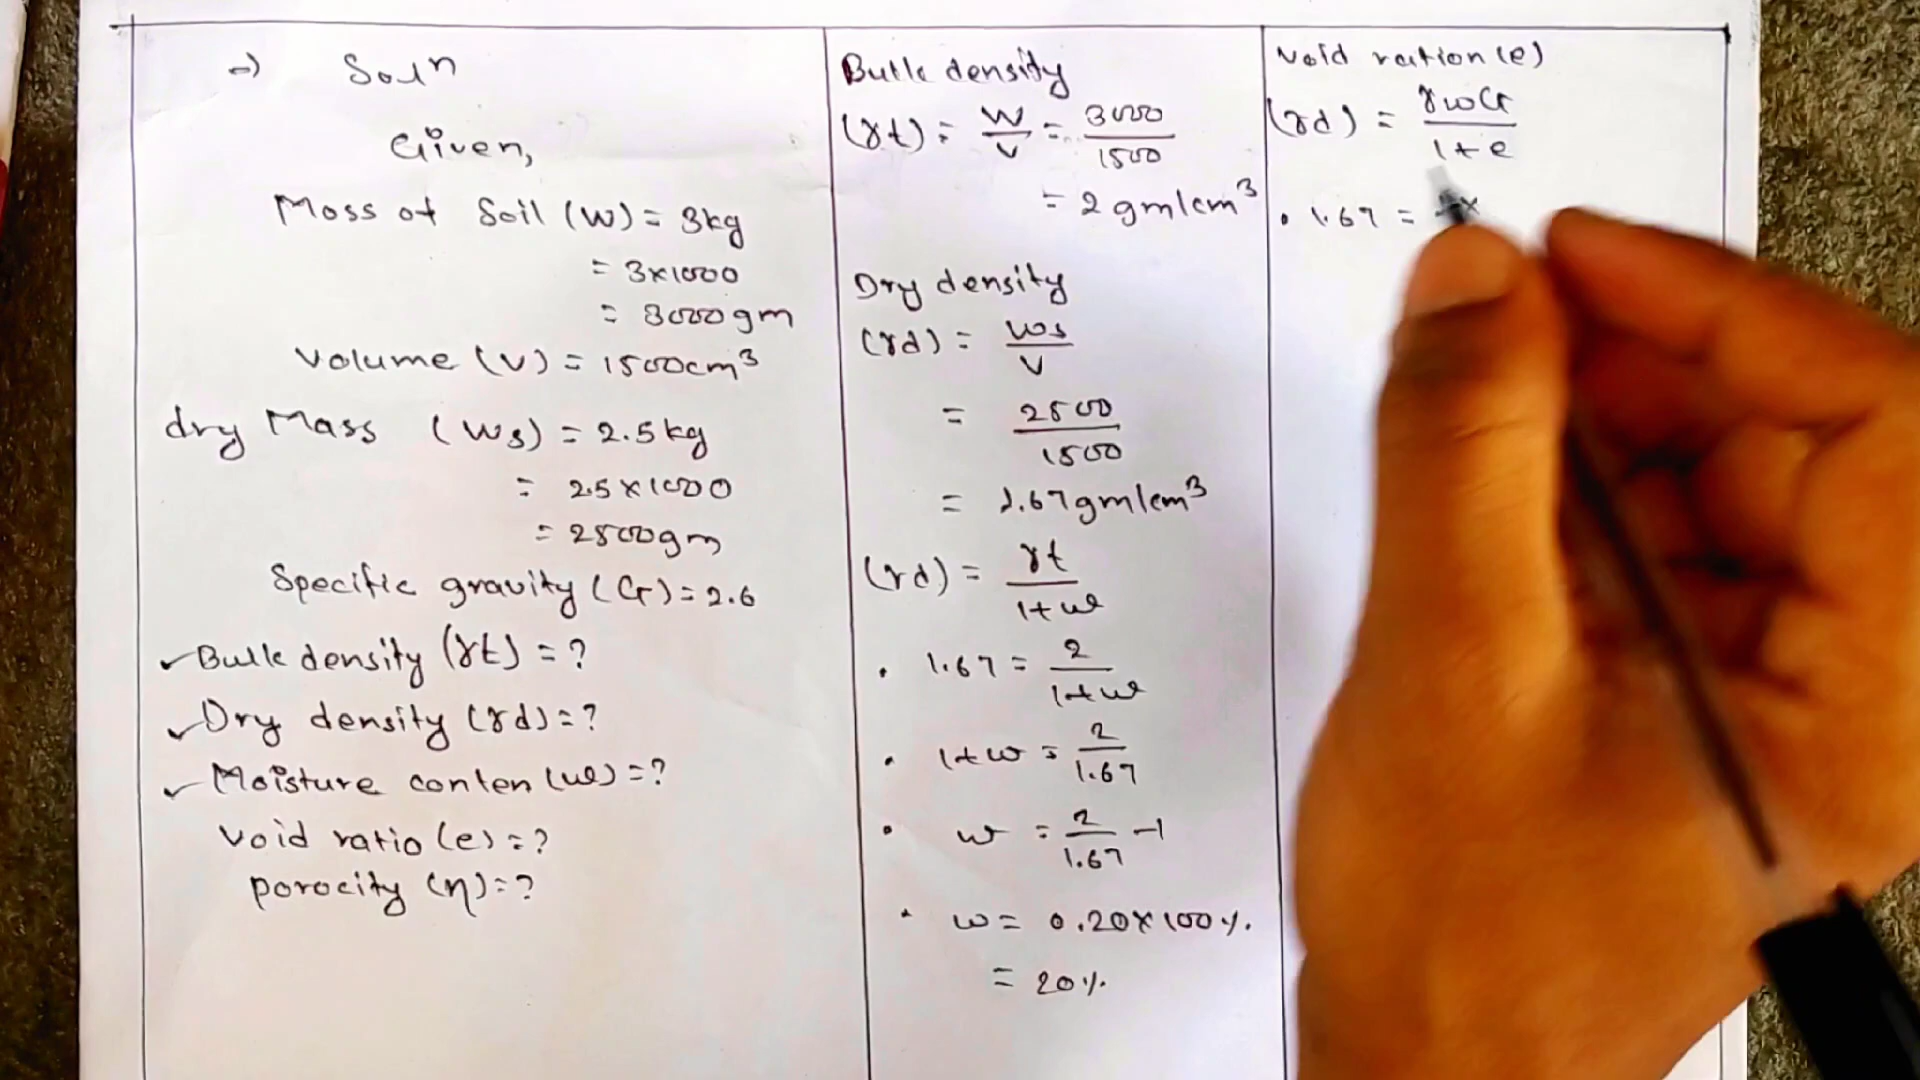 =) Soln
Given,
Mass of Soil (W) = 3kg
= 3x1000
= 3000gm
Volume (V) = 1500cm³
dry Mass (Ws) = 2.5kg
= 2.5x1000
= 2500gm
Specific gravity (G) = 2.6
✓ Bulk density (γt) = ?
✓ Dry density (γd) = ?
✓ Moisture conten (w) = ?
Void ratio (e) = ?
porocity (η) = ?
Bulk density
(γt) = W/V = 3000/1500
= 2 gm/cm³
Dry density
(γd) = Ws/V
= 2500/1500
= 1.67gm/cm³
(γd) = γt/1+w
. 1.67 = 2/1+w
. 1+w = 2/1.67
. w = 2/1.67 -1
. w = 0.20x100%.
= 20%
Void ration (e)
(γd) = γwG/1+e
. 1.67 =